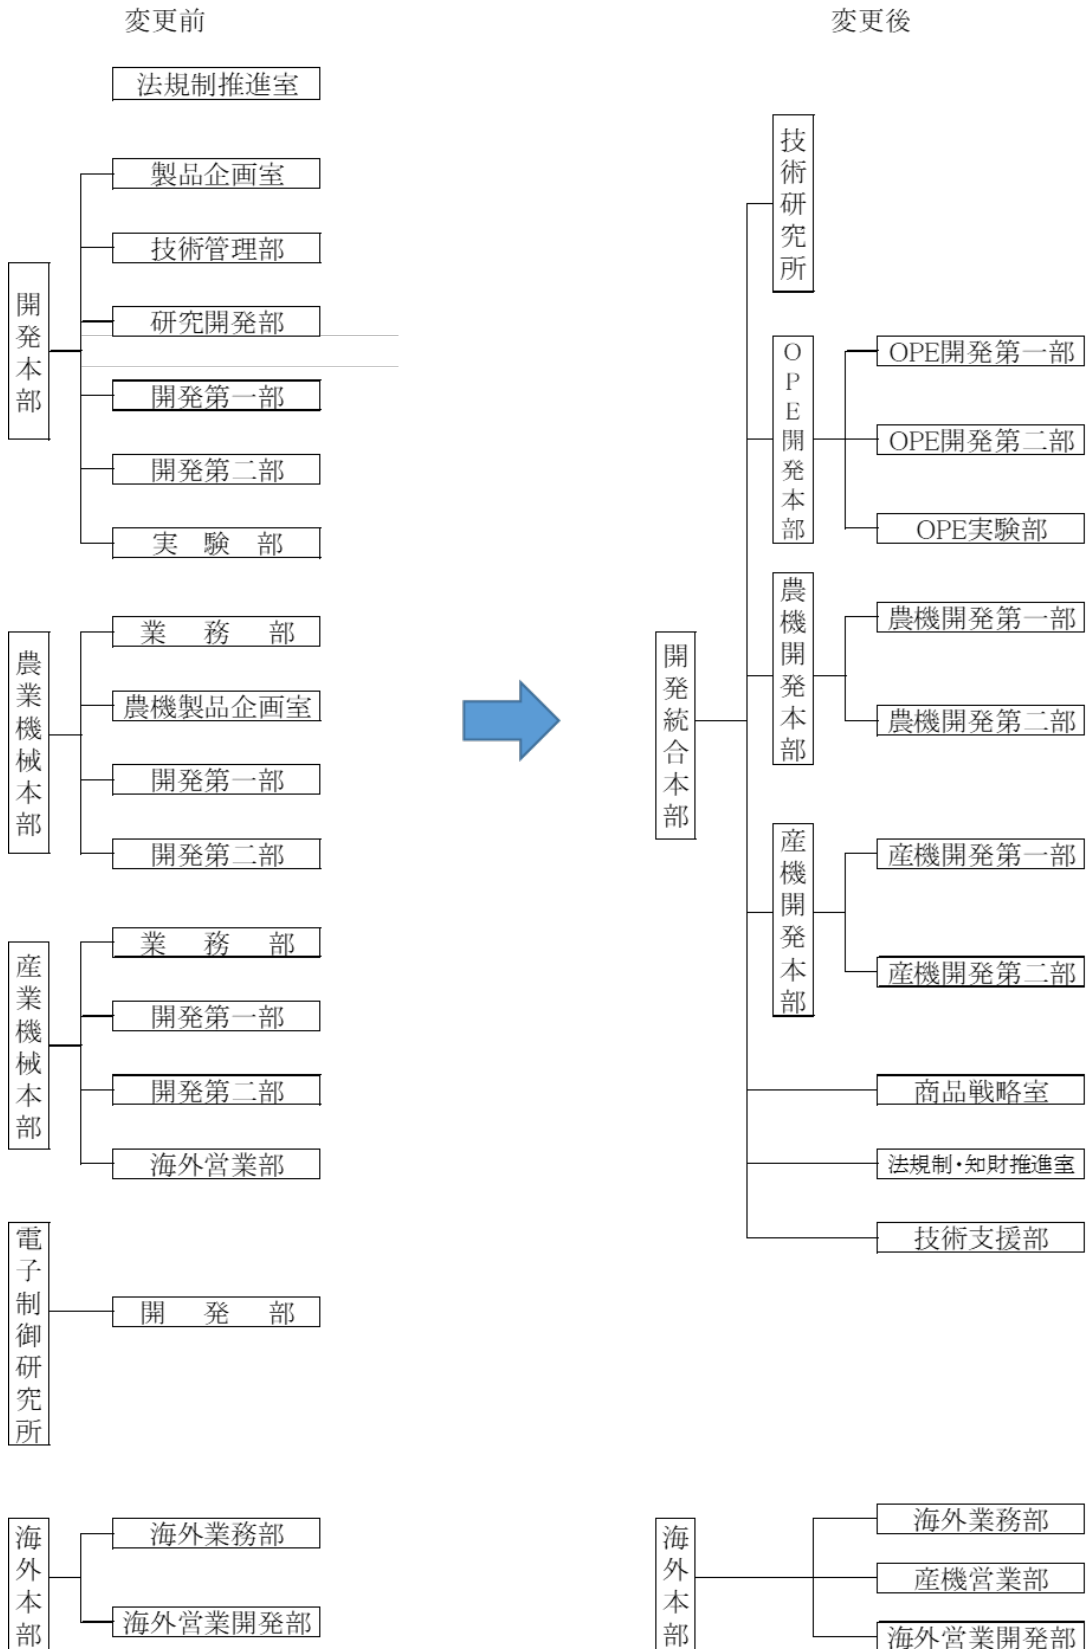 変更前
法規制推進室
開発本部
製品企画室
技術管理部
研究開発部
開発第一部
開発第二部
実験部
農業機械本部
業務部
農機製品企画室
開発第一部
開発第二部
産業機械本部
業務部
開発第一部
開発第二部
海外営業部
電子制御研究所
開発部
海外本部
海外業務部
海外営業開発部
変更後
開発統合本部
技術研究所
OPE開発本部
OPE開発第一部
OPE開発第二部
OPE実験部
農機開発本部
農機開発第一部
農機開発第二部
産機開発本部
産機開発第一部
産機開発第二部
商品戦略室
法規制・知財推進室
技術支援部
海外本部
海外業務部
産機営業部
海外営業開発部